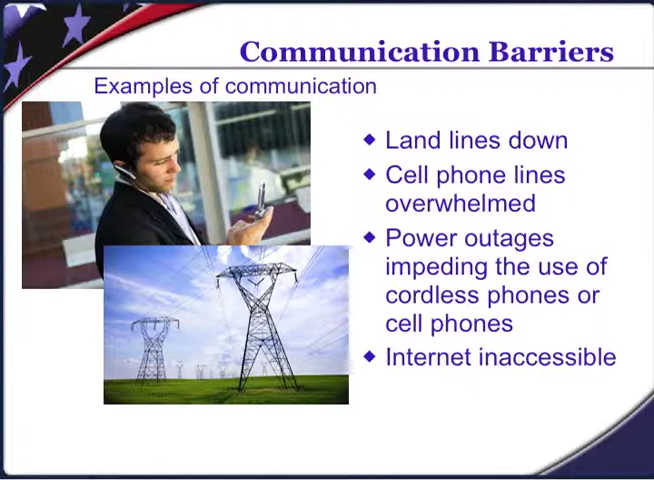 Communication Barriers
Examples of communication
Land lines down
Cell phone lines
overwhelmed
Power outages
impeding the use of
cordless phones or
cell phones
Internet inaccessible